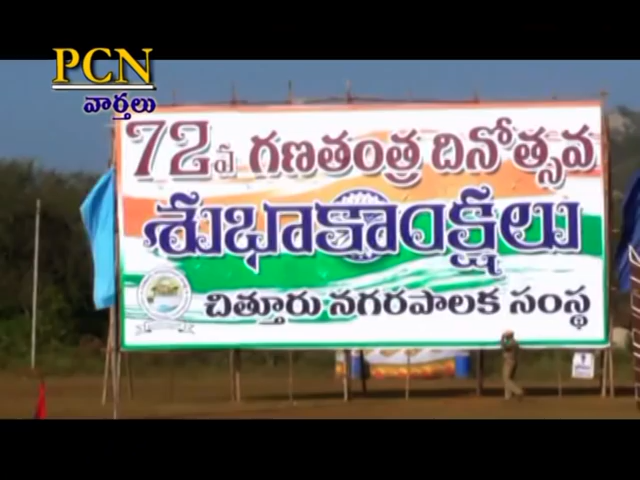 PCN
వార్తలు
72వ గణతంత్ర దినోత్సవ
శుభాకాంక్షలు
చిత్తూరు నగరపాలక సంస్థ